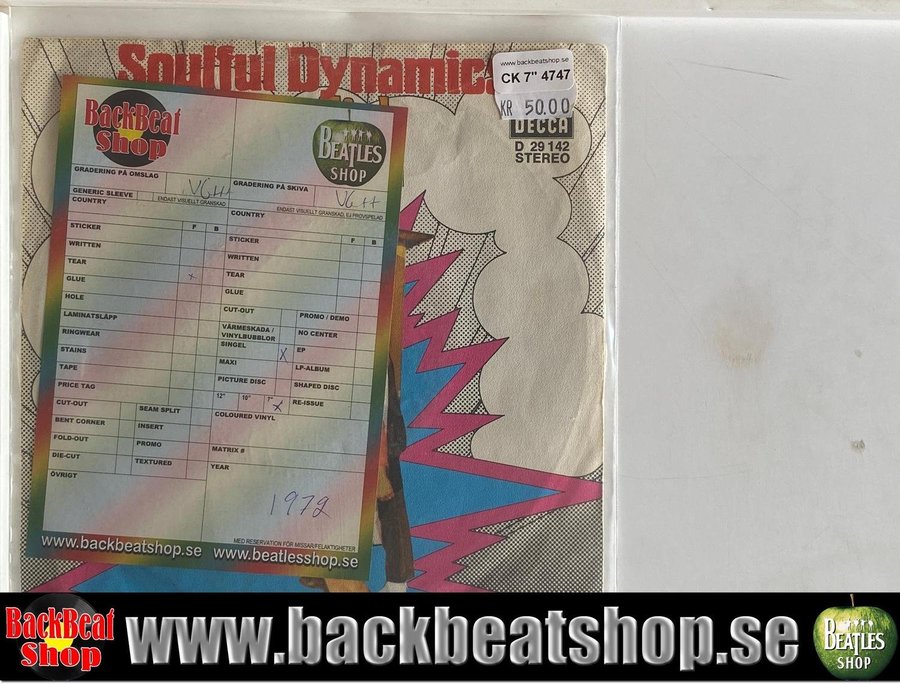 Soulful Dynamic
www.backbeatshop.se
CK 7" 4747
KR 50.00
DECCA
D 29 142
STEREO
BackBeat
Shop
BEATLES
SHOP
GRADERING PÅ OMSLAG
GRADERING PÅ SKIVA
GENERIC SLEEVE
VG++
ENDAST VISUELLT GRANSKAD
VG++
ENDAST VISUELLT GRANSKAD, EJ PROVSPELAD
COUNTRY
COUNTRY
STICKER F B
STICKER F B
WRITTEN
WRITTEN
TEAR
TEAR
GLUE x
GLUE
HOLE
CUT-OUT
PROMO / DEMO
LAMINATSLÄPP
VÄRMESKADA /
VINYLBUBBLOR
NO CENTER
RINGWEAR
SINGEL X
EP
STAINS
MAXI
LP-ALBUM
TAPE
PICTURE DISC
SHAPED DISC
PRICE TAG
12" 10" 7" X
RE-ISSUE
CUT-OUT
SEAM SPLIT
COLOURED VINYL
BENT CORNER
INSERT
FOLD-OUT
PROMO
MATRIX #
DIE-CUT
TEXTURED
YEAR
ÖVRIGT
1972
MED RESERVATION FÖR MISSAR/FELAKTIGHETER
www.backbeatshop.se www.beatlesshop.se
BackBeat
Shop
www.backbeatshop.se
BEATLES
SHOP